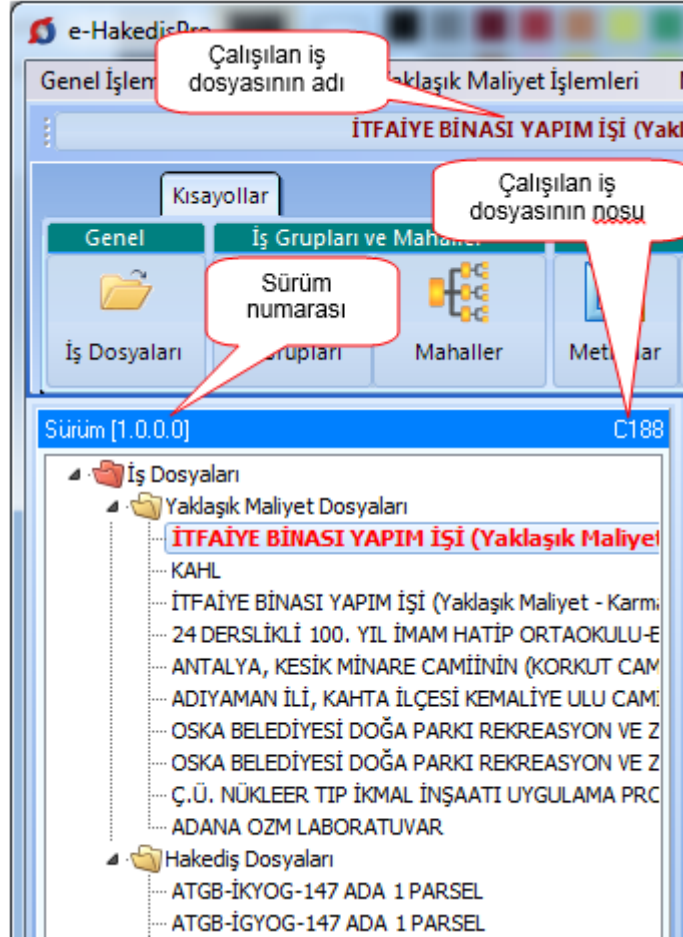 e-HakedişPro
Çalışılan iş
dosyasının adı
Genel İşlem
Yaklaşık Maliyet İşlemleri
İTFAİYE BİNASI YAPIM İŞİ (Yakl
Kısayollar
Çalışılan iş
dosyasının nosu
Genel
İş Grupları ve Mahaller
Sürüm
numarası
İş Dosyaları
Grupları
Mahaller
Sürüm [1.0.0.0]
C188
İş Dosyaları
Yaklaşık Maliyet Dosyaları
İTFAİYE BİNASI YAPIM İŞİ (Yaklaşık Maliyet
KAHL
İTFAİYE BİNASI YAPIM İŞİ (Yaklaşık Maliyet - Karma
24 DERSLİKLİ 100. YIL İMAM HATİP ORTAOKULU-E
ANTALYA, KESİK MİNARE CAMİİNİN (KORKUT CAM
ADIYAMAN İLİ, KAHTA İLÇESİ KEMALİYE ULU CAMİ
OSKA BELEDİYESİ DOĞA PARKI REKREASYON VE Z
OSKA BELEDİYESİ DOĞA PARKI REKREASYON VE Z
Ç.Ü. NÜKLEER TIP İKMAL İNŞAATI UYGULAMA PRO
ADANA OZM LABORATUVAR
Hakediş Dosyaları
ATGB-İKYOG-147 ADA 1 PARSEL
ATGB-İGYOG-147 ADA 1 PARSEL